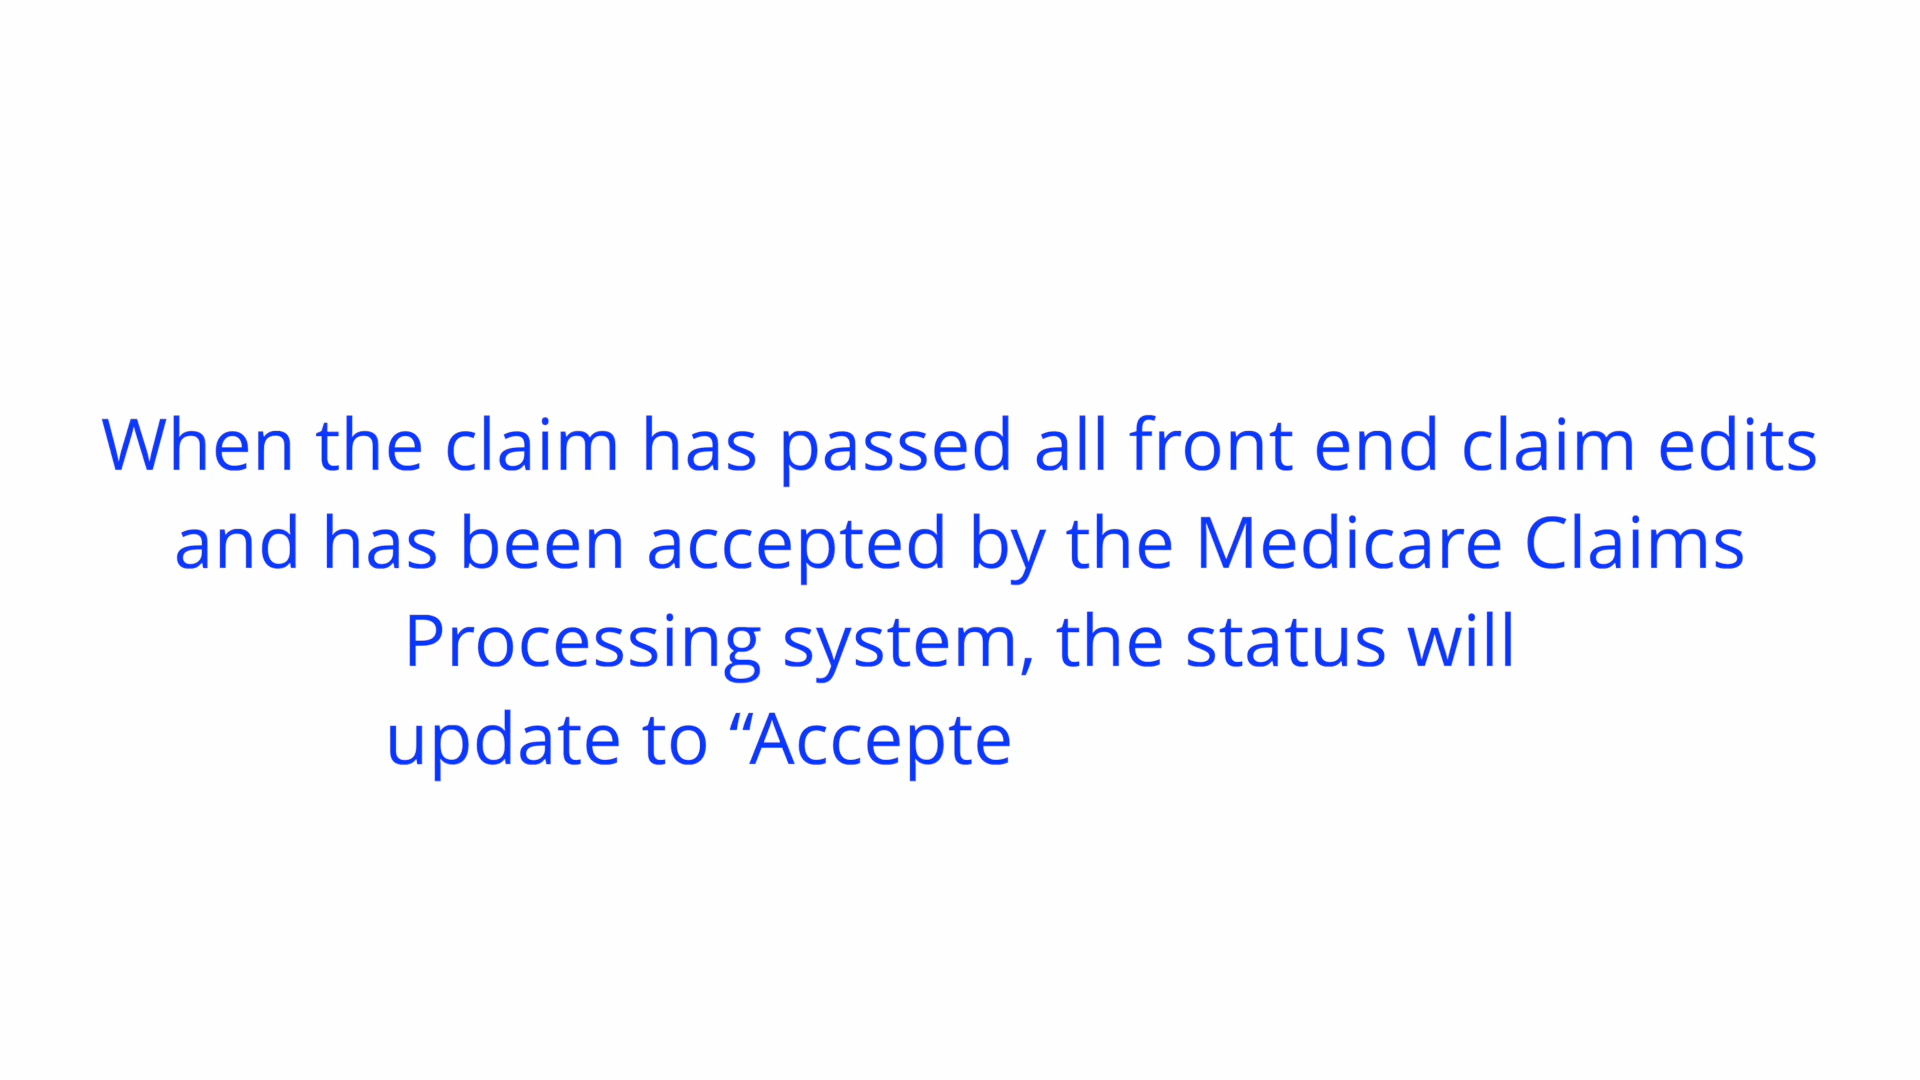 When the claim has passed all front end claim edits
and has been accepted by the Medicare Claims
Processing system, the status will
update to “Accepte